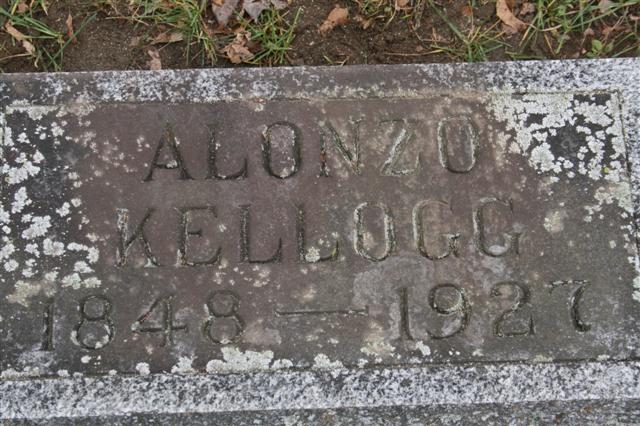 ALONZO
KELLOGG
1848 — 1927